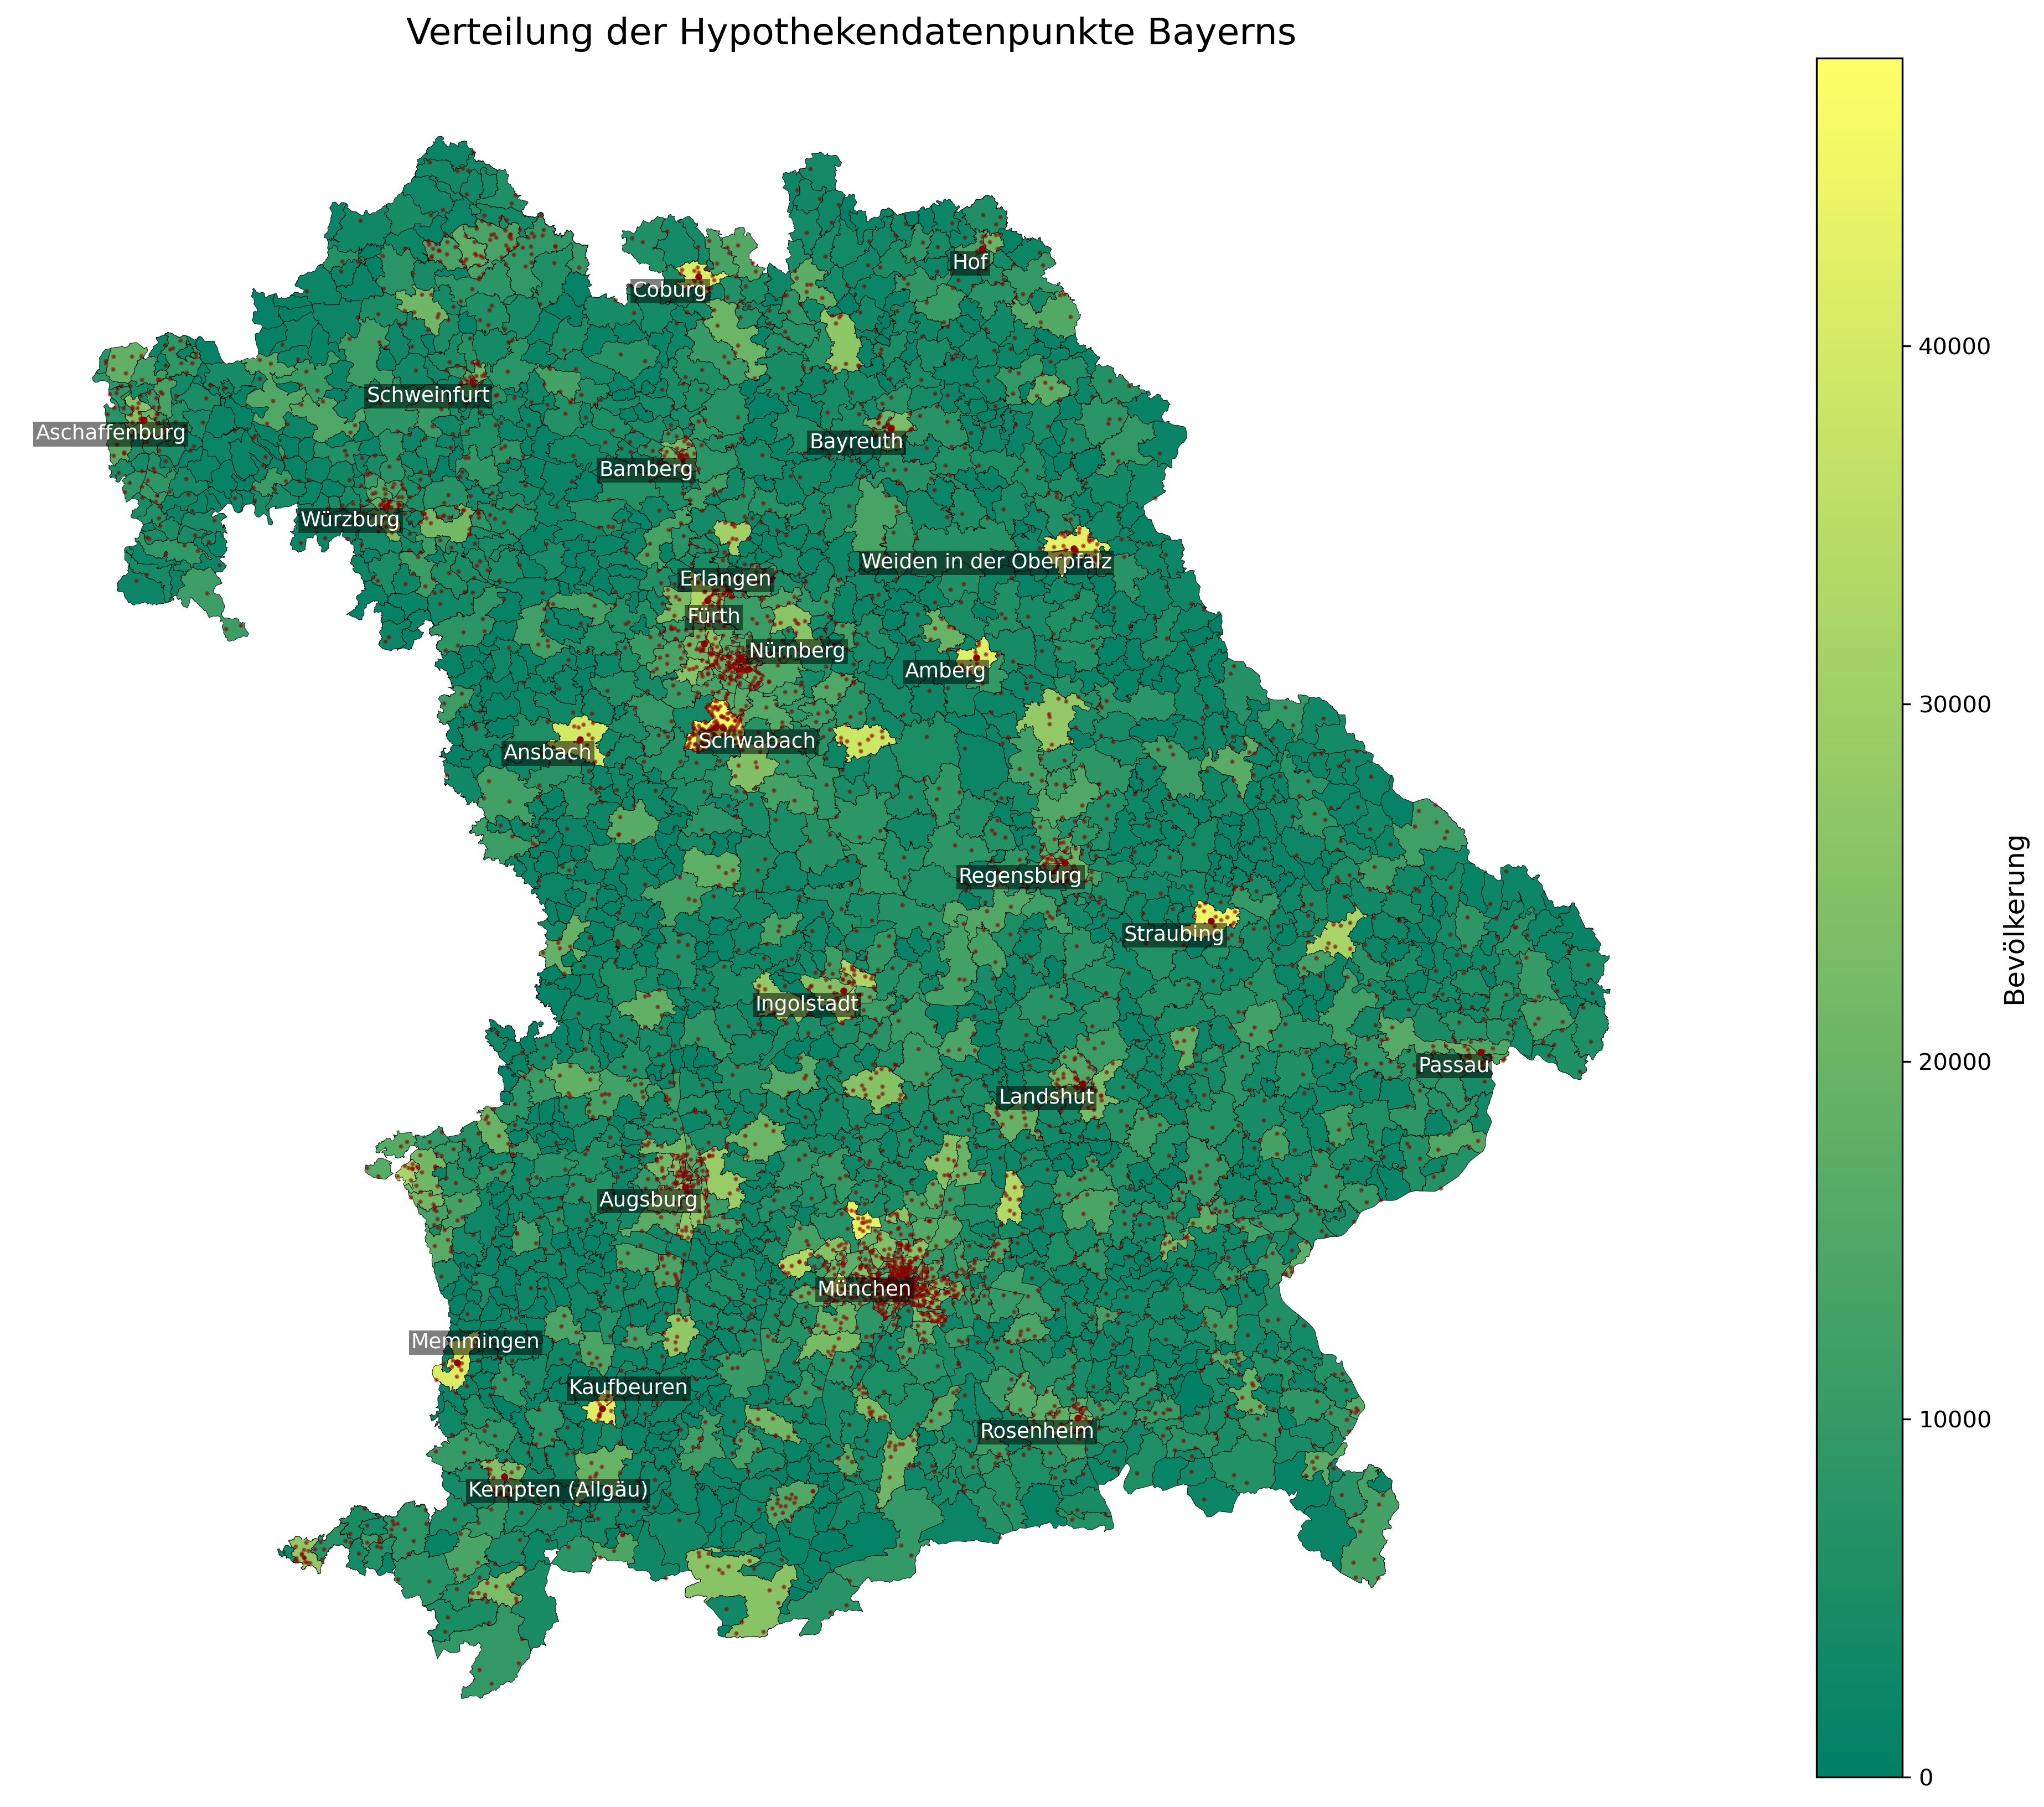 Verteilung der Hypothekendatenpunkte Bayerns
Hof
Coburg
Schweinfurt
Aschaffenburg
Bayreuth
Bamberg
Würzburg
Weiden in der Oberpfalz
Erlangen
Fürth
Nürnberg
Amberg
Schwabach
Ansbach
Regensburg
Straubing
Ingolstadt
Passau
Landshut
Augsburg
München
Memmingen
Kaufbeuren
Rosenheim
Kempten (Allgäu)
40000
30000
20000
10000
0
Bevölkerung